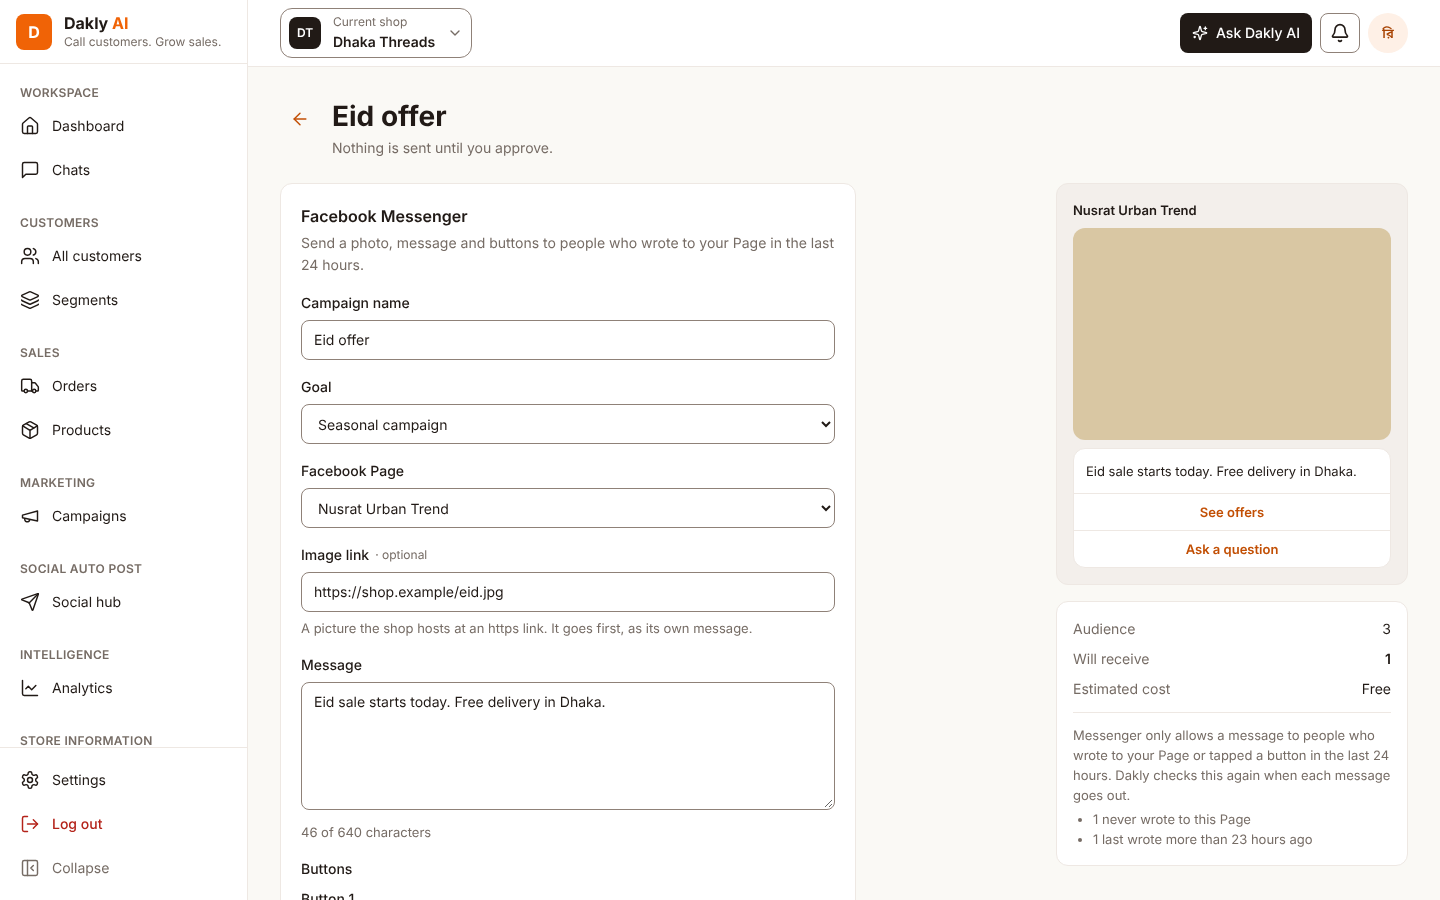 D
Dakly AI
Call customers. Grow sales.
DT
Current shop
Dhaka Threads
Ask Dakly AI
রি
WORKSPACE
Dashboard
Chats
CUSTOMERS
All customers
Segments
SALES
Orders
Products
MARKETING
Campaigns
SOCIAL AUTO POST
Social hub
INTELLIGENCE
Analytics
STORE INFORMATION
Settings
Log out
Collapse
Eid offer
Nothing is sent until you approve.
Facebook Messenger
Send a photo, message and buttons to people who wrote to your Page in the last
24 hours.
Campaign name
Eid offer
Goal
Seasonal campaign
Facebook Page
Nusrat Urban Trend
Image link · optional
https://shop.example/eid.jpg
A picture the shop hosts at an https link. It goes first, as its own message.
Message
Eid sale starts today. Free delivery in Dhaka.
46 of 640 characters
Buttons
Button 1
Nusrat Urban Trend
Eid sale starts today. Free delivery in Dhaka.
See offers
Ask a question
Audience 3
Will receive 1
Estimated cost Free
Messenger only allows a message to people who
wrote to your Page or tapped a button in the last 24
hours. Dakly checks this again when each message
goes out.
• 1 never wrote to this Page
• 1 last wrote more than 23 hours ago